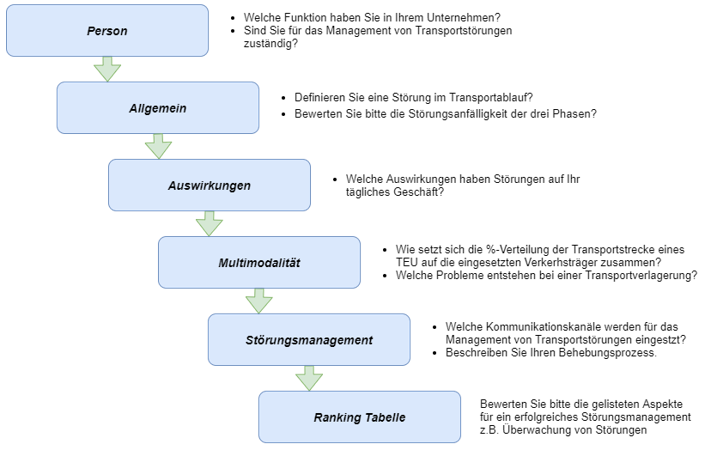 Person
• Welche Funktion haben Sie in Ihrem Unternehmen?
• Sind Sie für das Management von Transportstörungen
zuständig?
Allgemein
• Definieren Sie eine Störung im Transportablauf?
• Bewerten Sie bitte die Störungsanfälligkeit der drei Phasen?
Auswirkungen
• Welche Auswirkungen haben Störungen auf Ihr
tägliches Geschäft?
Multimodalität
• Wie setzt sich die %-Verteilung der Transportstrecke eines
TEU auf die eingesetzten Verkerhsträger zusammen?
• Welche Probleme entstehen bei einer Transportverlagerung?
Störungsmanagement
• Welche Kommunikationskanäle werden für das
Management von Transportstörungen eingestzt?
• Beschreiben Sie Ihren Behebungsprozess.
Ranking Tabelle
Bewerten Sie bitte die gelisteten Aspekte
für ein erfolgreiches Störungsmanagement
z.B. Überwachung von Störungen